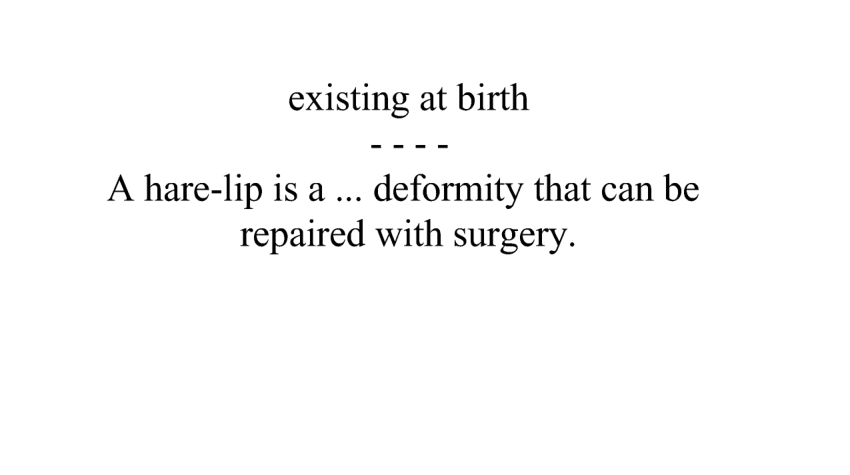 existing at birth
- - - -
A hare-lip is a ... deformity that can be
repaired with surgery.